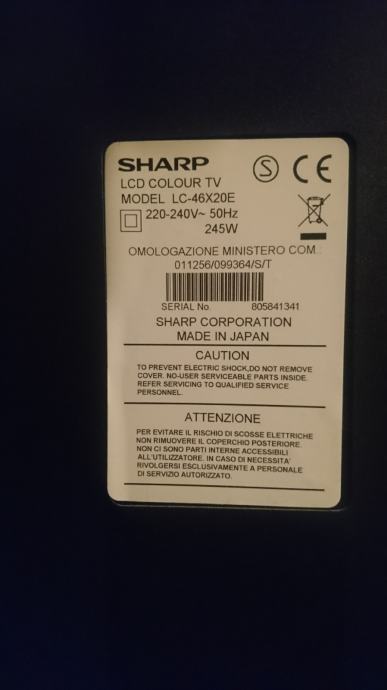 SHARP
LCD COLOUR TV
MODEL LC-46X20E
220-240V~ 50Hz
245W
S CE
OMOLOGAZIONE MINISTERO COM..
011256/099364/S/T
SERIAL No. 805841341
SHARP CORPORATION
MADE IN JAPAN
CAUTION
TO PREVENT ELECTRIC SHOCK,DO NOT REMOVE
COVER. NO-USER SERVICEABLE PARTS INSIDE.
REFER SERVICING TO QUALIFIED SERVICE
PERSONNEL.
ATTENZIONE
PER EVITARE IL RISCHIO DI SCOSSE ELETTRICHE
NON RIMUOVERE IL COPERCHIO POSTERIORE.
NON CI SONO PARTI INTERNE ACCESSIBILI
ALL'UTILIZZATORE. IN CASO DI NECESSITA'
RIVOLGERSI ESCLUSIVAMENTE A PERSONALE
DI SERVIZIO AUTORIZZATO.